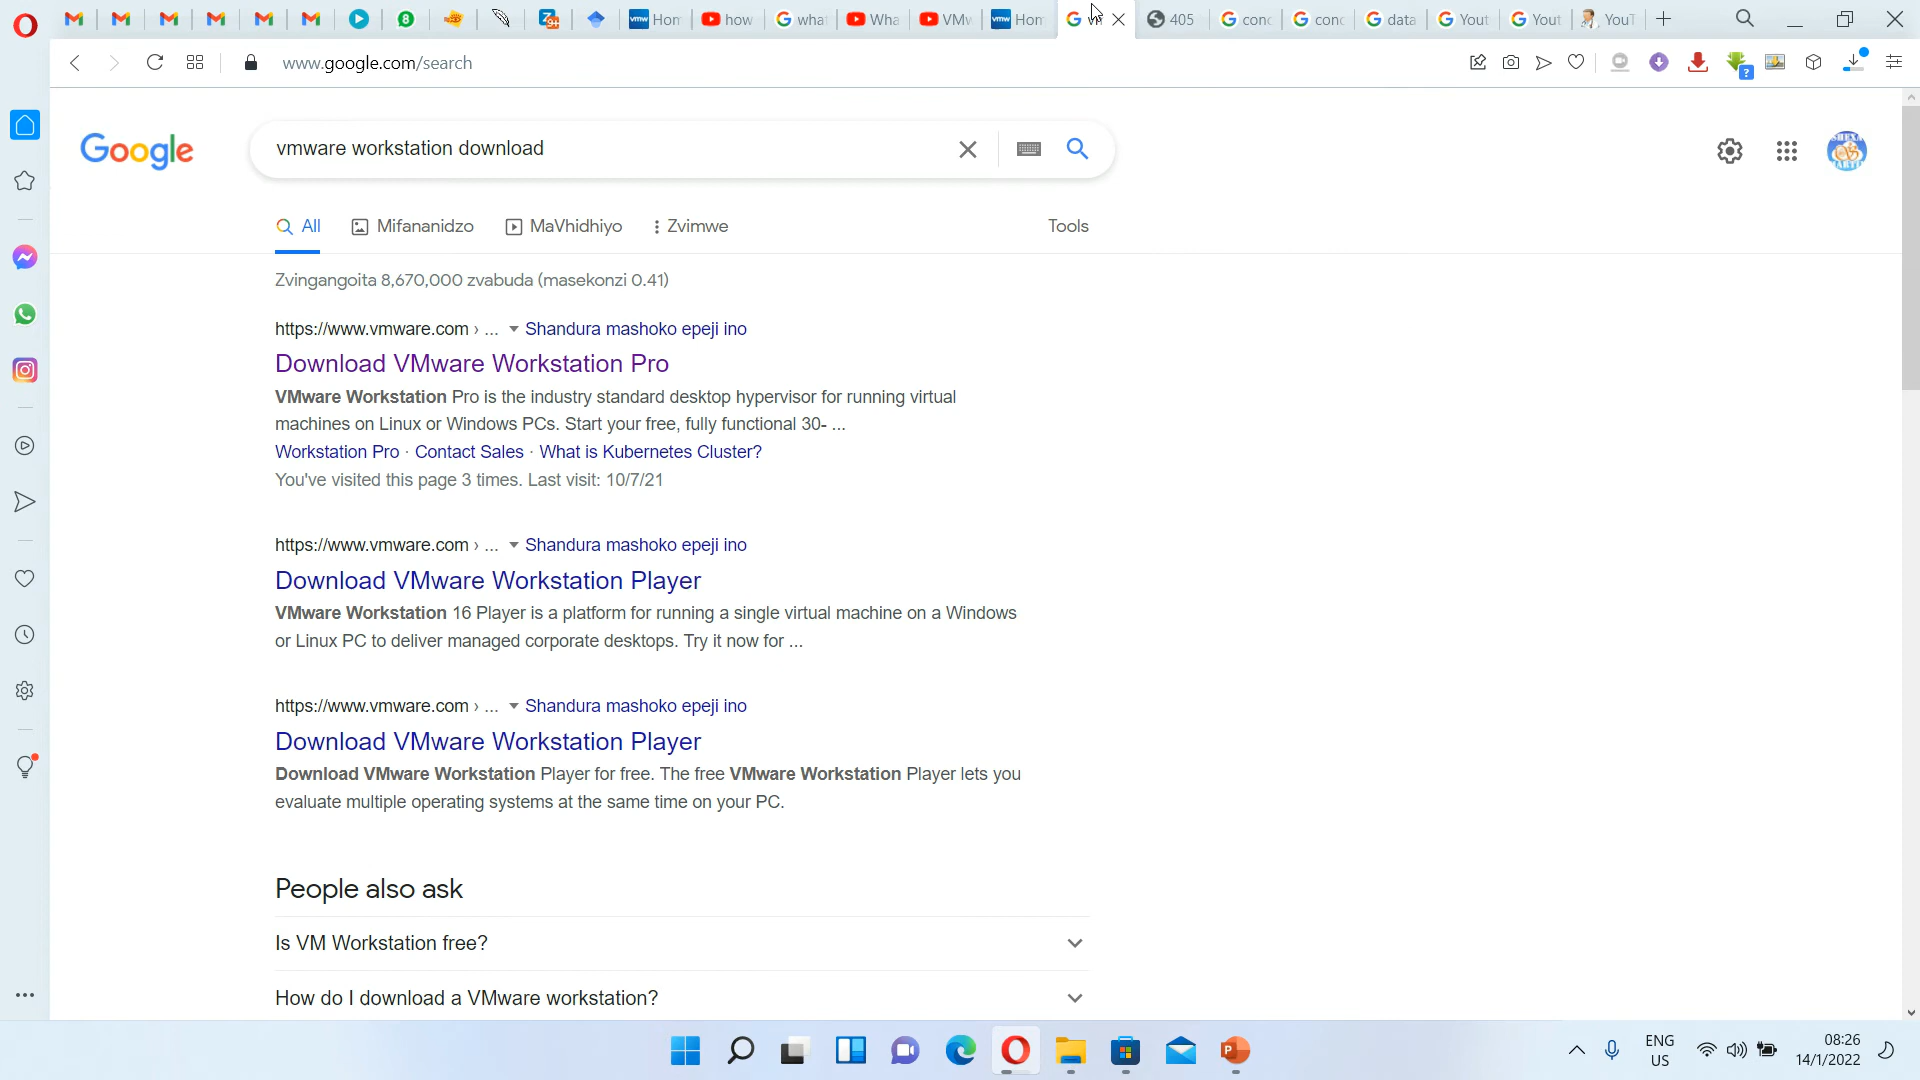 Hom
how
wha
Wha
VMw
Hom
405
conc
conc
data
Yout
Yout
YouT
www.google.com/search
Google
vmware workstation download
All
Mifananidzo
MaVhidhiyo
Zvimwe
Tools
Zvingangoita 8,670,000 zvabuda (masekonzi 0.41)
https://www.vmware.com › ... Shandura mashoko epeji ino
Download VMware Workstation Pro
VMware Workstation Pro is the industry standard desktop hypervisor for running virtual
machines on Linux or Windows PCs. Start your free, fully functional 30- ...
Workstation Pro · Contact Sales · What is Kubernetes Cluster?
You've visited this page 3 times. Last visit: 10/7/21
https://www.vmware.com › ... Shandura mashoko epeji ino
Download VMware Workstation Player
VMware Workstation 16 Player is a platform for running a single virtual machine on a Windows
or Linux PC to deliver managed corporate desktops. Try it now for ...
https://www.vmware.com › ... Shandura mashoko epeji ino
Download VMware Workstation Player
Download VMware Workstation Player for free. The free VMware Workstation Player lets you
evaluate multiple operating systems at the same time on your PC.
People also ask
Is VM Workstation free?
How do I download a VMware workstation?
ENG
US
08:26
14/1/2022